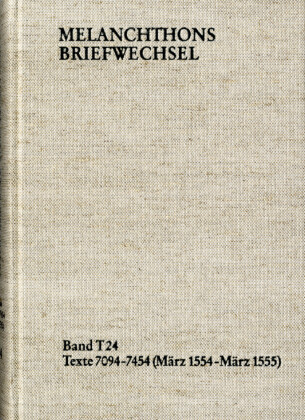 MELANCHTHONS
BRIEFWECHSEL
Band T 24
Texte 7094-7454 (März 1554-März 1555)